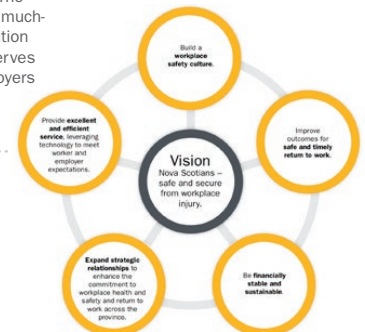 much-
ution
erves
oyers
Build a
workplace
safety culture.
Provide excellent
and efficient
service, leveraging
technology to meet
worker and
employer
expectations.
Improve
outcomes for
safe and timely
return to work.
Vision
Nova Scotians –
safe and secure
from workplace
injury.
Expand strategic
relationships to
enhance the
commitment to
workplace health and
safety and return to
work across the
province.
Be financially
stable and
sustainable.